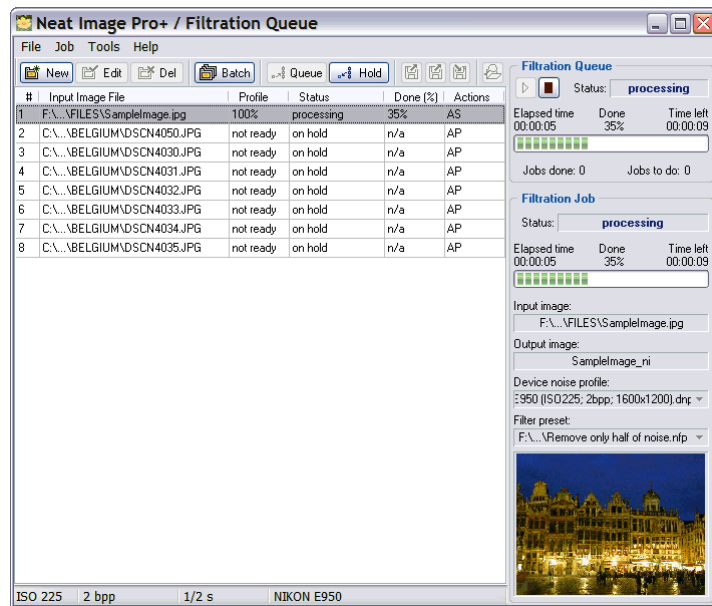 Neat Image Pro+ / Filtration Queue
File Job Tools Help
New Edit Del Batch Queue Hold
# Input Image File Profile Status Done (%) Actions
1 F:\...\FILES\SampleImage.jpg 100% processing 35% AS
2 C:\...\BELGIUM\DSCN4050.JPG not ready on hold n/a AP
3 C:\...\BELGIUM\DSCN4030.JPG not ready on hold n/a AP
4 C:\...\BELGIUM\DSCN4031.JPG not ready on hold n/a AP
5 C:\...\BELGIUM\DSCN4032.JPG not ready on hold n/a AP
6 C:\...\BELGIUM\DSCN4033.JPG not ready on hold n/a AP
7 C:\...\BELGIUM\DSCN4034.JPG not ready on hold n/a AP
8 C:\...\BELGIUM\DSCN4035.JPG not ready on hold n/a AP
Filtration Queue
Status: processing
Elapsed time Done Time left
00:00:05 35% 00:00:09
Jobs done: 0 Jobs to do: 0
Filtration Job
Status: processing
Elapsed time Done Time left
00:00:05 35% 00:00:09
Input image:
F:\...\FILES\SampleImage.jpg
Output image:
SampleImage_ni
Device noise profile:
E950 (ISO225; 2bpp; 1600x1200).dnp
Filter preset:
F:\...\Remove only half of noise.nfp
ISO 225 2 bpp 1/2 s NIKON E950